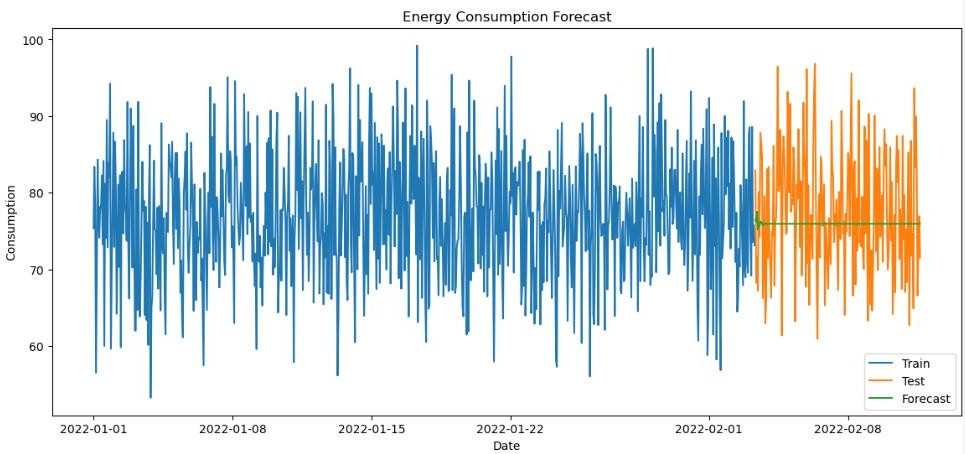 Energy Consumption Forecast
100
90
80
70
60
Consumption
2022-01-01 2022-01-08 2022-01-15 2022-01-22 2022-02-01 2022-02-08
Date
Train
Test
Forecast